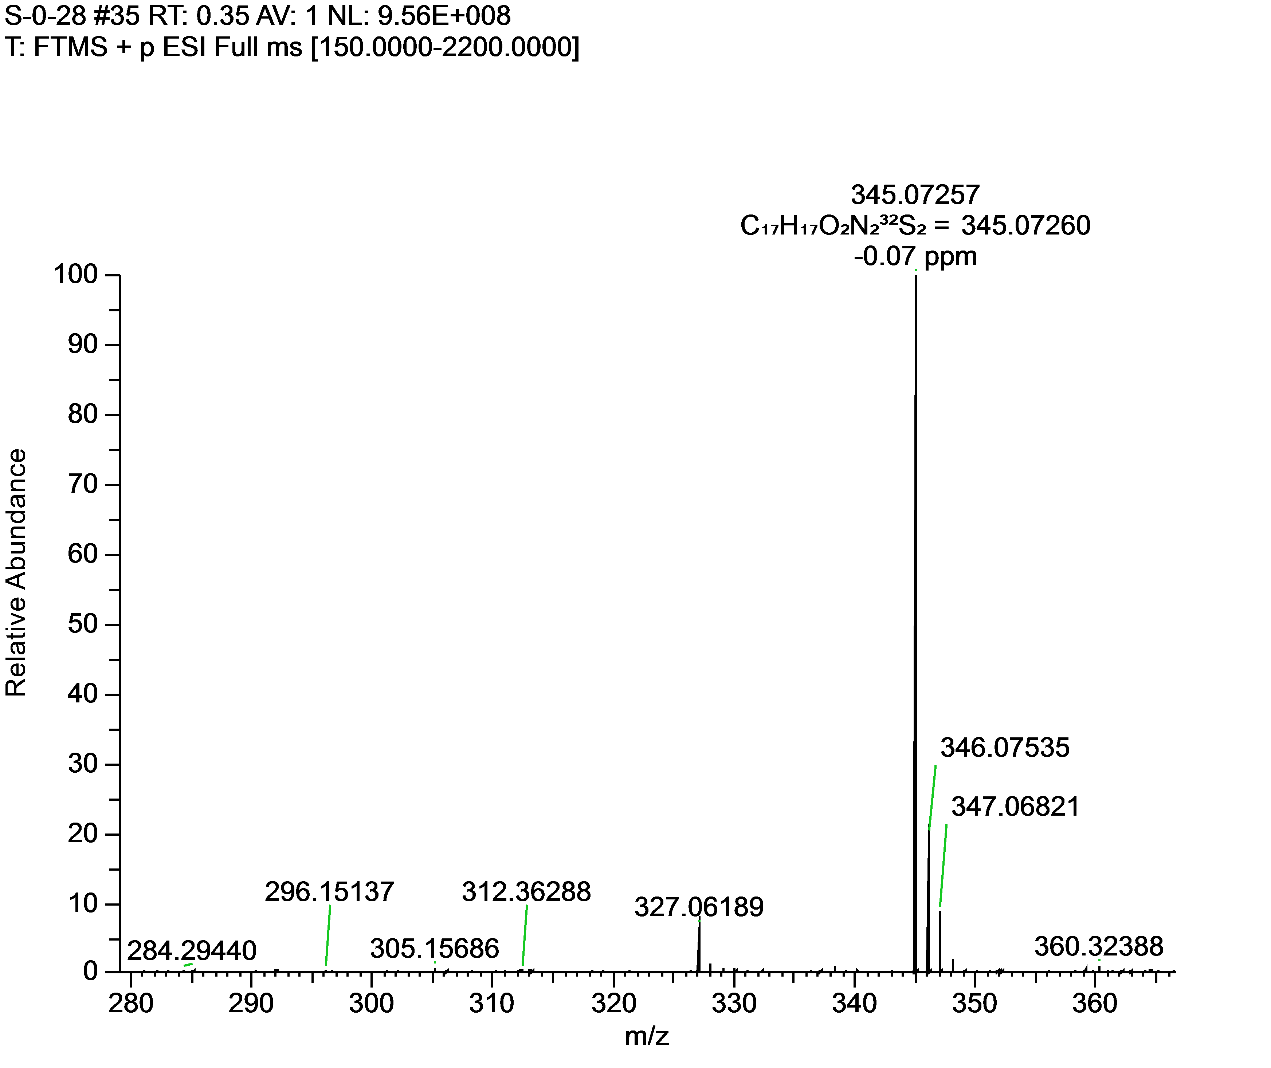 S-0-28 #35 RT: 0.35 AV: 1 NL: 9.56E+008
T: FTMS + p ESI Full ms [150.0000-2200.0000]
345.07257
C₁₇H₁₇O₂N₂³²S₂ = 345.07260
-0.07 ppm
100
90
80
70
60
50
40
30
20
10
0
Relative Abundance
346.07535
347.06821
296.15137
312.36288
327.06189
284.29440
305.15686
360.32388
280 290 300 310 320 330 340 350 360
m/z